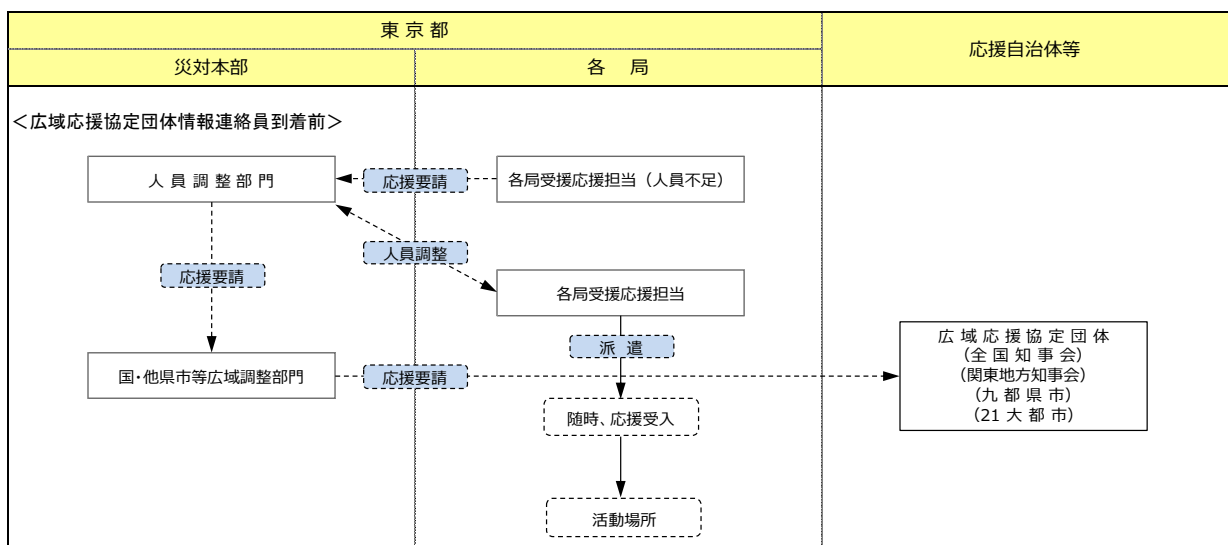 東 京 都
応援自治体等
災対本部
各 局
＜広域応援協定団体情報連絡員到着前＞
人 員 調 整 部 門
応援要請
各局受援応援担当（人員不足）
人員調整
応援要請
各局受援応援担当
派 遣
広 域 応 援 協 定 団 体
（全 国 知 事 会）
（関東地方知事会）
（九 都 県 市）
（21 大 都 市）
国・他県市等広域調整部門
応援要請
随時、応援受入
活動場所